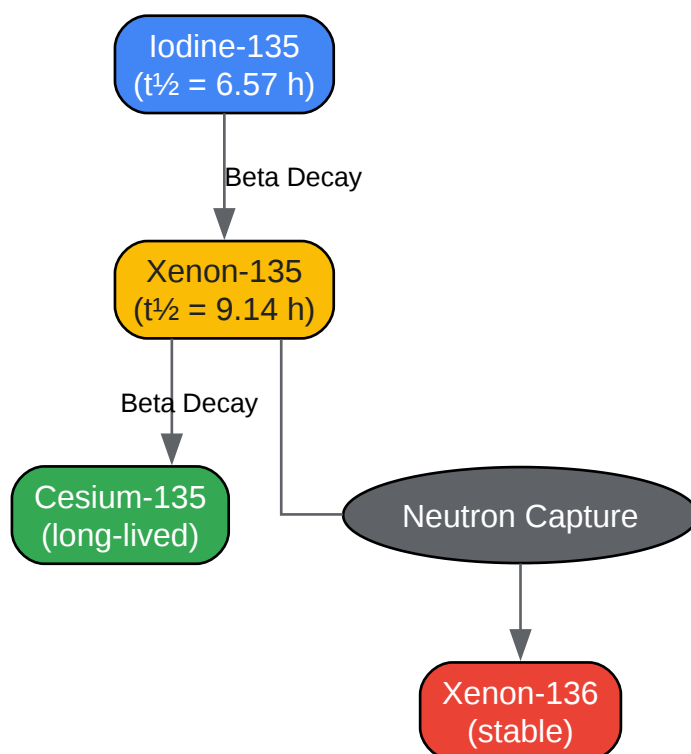 Iodine-135
(t½ = 6.57 h)
Beta Decay
Xenon-135
(t½ = 9.14 h)
Beta Decay
Cesium-135
(long-lived)
Neutron Capture
Xenon-136
(stable)